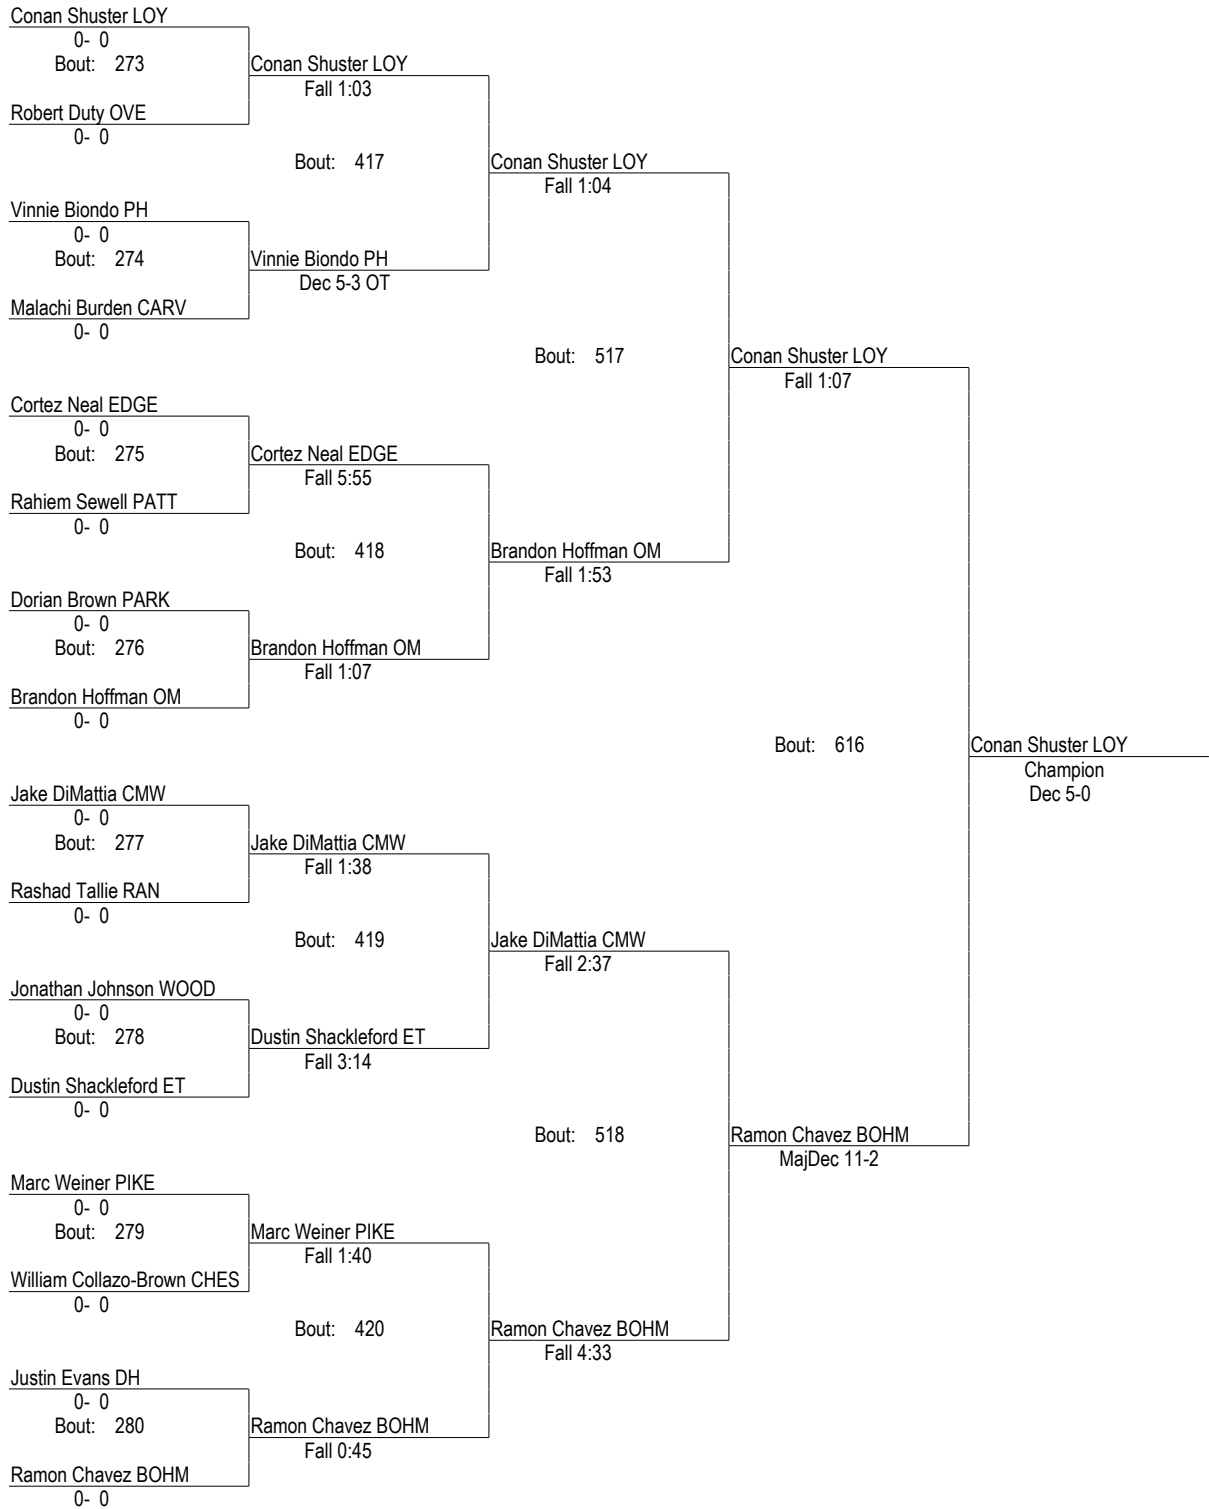 Conan Shuster LOY
0- 0
Bout: 273
Conan Shuster LOY
Fall 1:03
Robert Duty OVE
0- 0
Bout: 417
Conan Shuster LOY
Fall 1:04
Vinnie Biondo PH
0- 0
Bout: 274
Vinnie Biondo PH
Dec 5-3 OT
Malachi Burden CARV
0- 0
Bout: 517
Conan Shuster LOY
Fall 1:07
Cortez Neal EDGE
0- 0
Bout: 275
Cortez Neal EDGE
Fall 5:55
Rahiem Sewell PATT
0- 0
Bout: 418
Brandon Hoffman OM
Fall 1:53
Dorian Brown PARK
0- 0
Bout: 276
Brandon Hoffman OM
Fall 1:07
Brandon Hoffman OM
0- 0
Bout: 616
Conan Shuster LOY
Champion
Dec 5-0
Jake DiMattia CMW
0- 0
Bout: 277
Jake DiMattia CMW
Fall 1:38
Rashad Tallie RAN
0- 0
Bout: 419
Jake DiMattia CMW
Fall 2:37
Jonathan Johnson WOOD
0- 0
Bout: 278
Dustin Shackleford ET
Fall 3:14
Dustin Shackleford ET
0- 0
Bout: 518
Ramon Chavez BOHM
MajDec 11-2
Marc Weiner PIKE
0- 0
Bout: 279
Marc Weiner PIKE
Fall 1:40
William Collazo-Brown CHES
0- 0
Bout: 420
Ramon Chavez BOHM
Fall 4:33
Justin Evans DH
0- 0
Bout: 280
Ramon Chavez BOHM
Fall 0:45
Ramon Chavez BOHM
0- 0